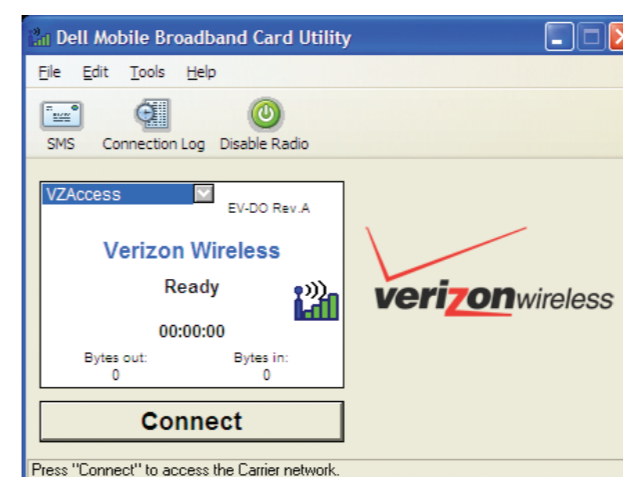 Dell Mobile Broadband Card Utility
File Edit Tools Help
SMS Connection Log Disable Radio
VZAccess
EV-DO Rev.A
Verizon Wireless
Ready
00:00:00
Bytes out: Bytes in:
0 0
verizonwireless
Connect
Press "Connect" to access the Carrier network.